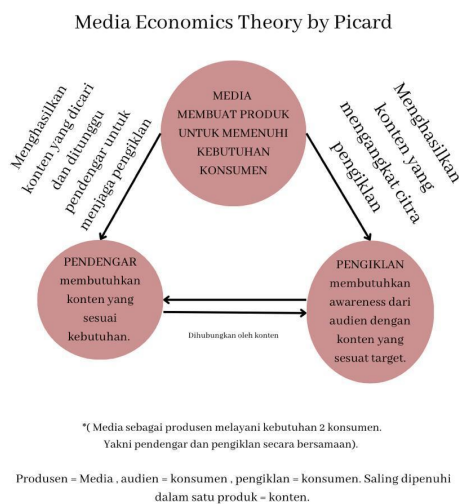 Media Economics Theory by Picard
Menghasilkan
konten yang dicari
dan ditunggu
pendengar untuk
menjaga pengiklan
MEDIA
MEMBUAT PRODUK
UNTUK MEMENUHI
KEBUTUHAN
KONSUMEN
Menghasilkan
konten yang
mengangkat citra
pengiklan
PENDENGAR
membutuhkan
konten yang
sesuai
kebutuhan.
Dihubungkan oleh konten
PENGIKLAN
membutuhkan
awareness dari
audien dengan
konten yang
sesuat target.
*( Media sebagai produsen melayani kebutuhan 2 konsumen.
Yakni pendengar dan pengiklan secara bersamaan).
Produsen = Media , audien = konsumen , pengiklan = konsumen. Saling dipenuhi
dalam satu produk = konten.